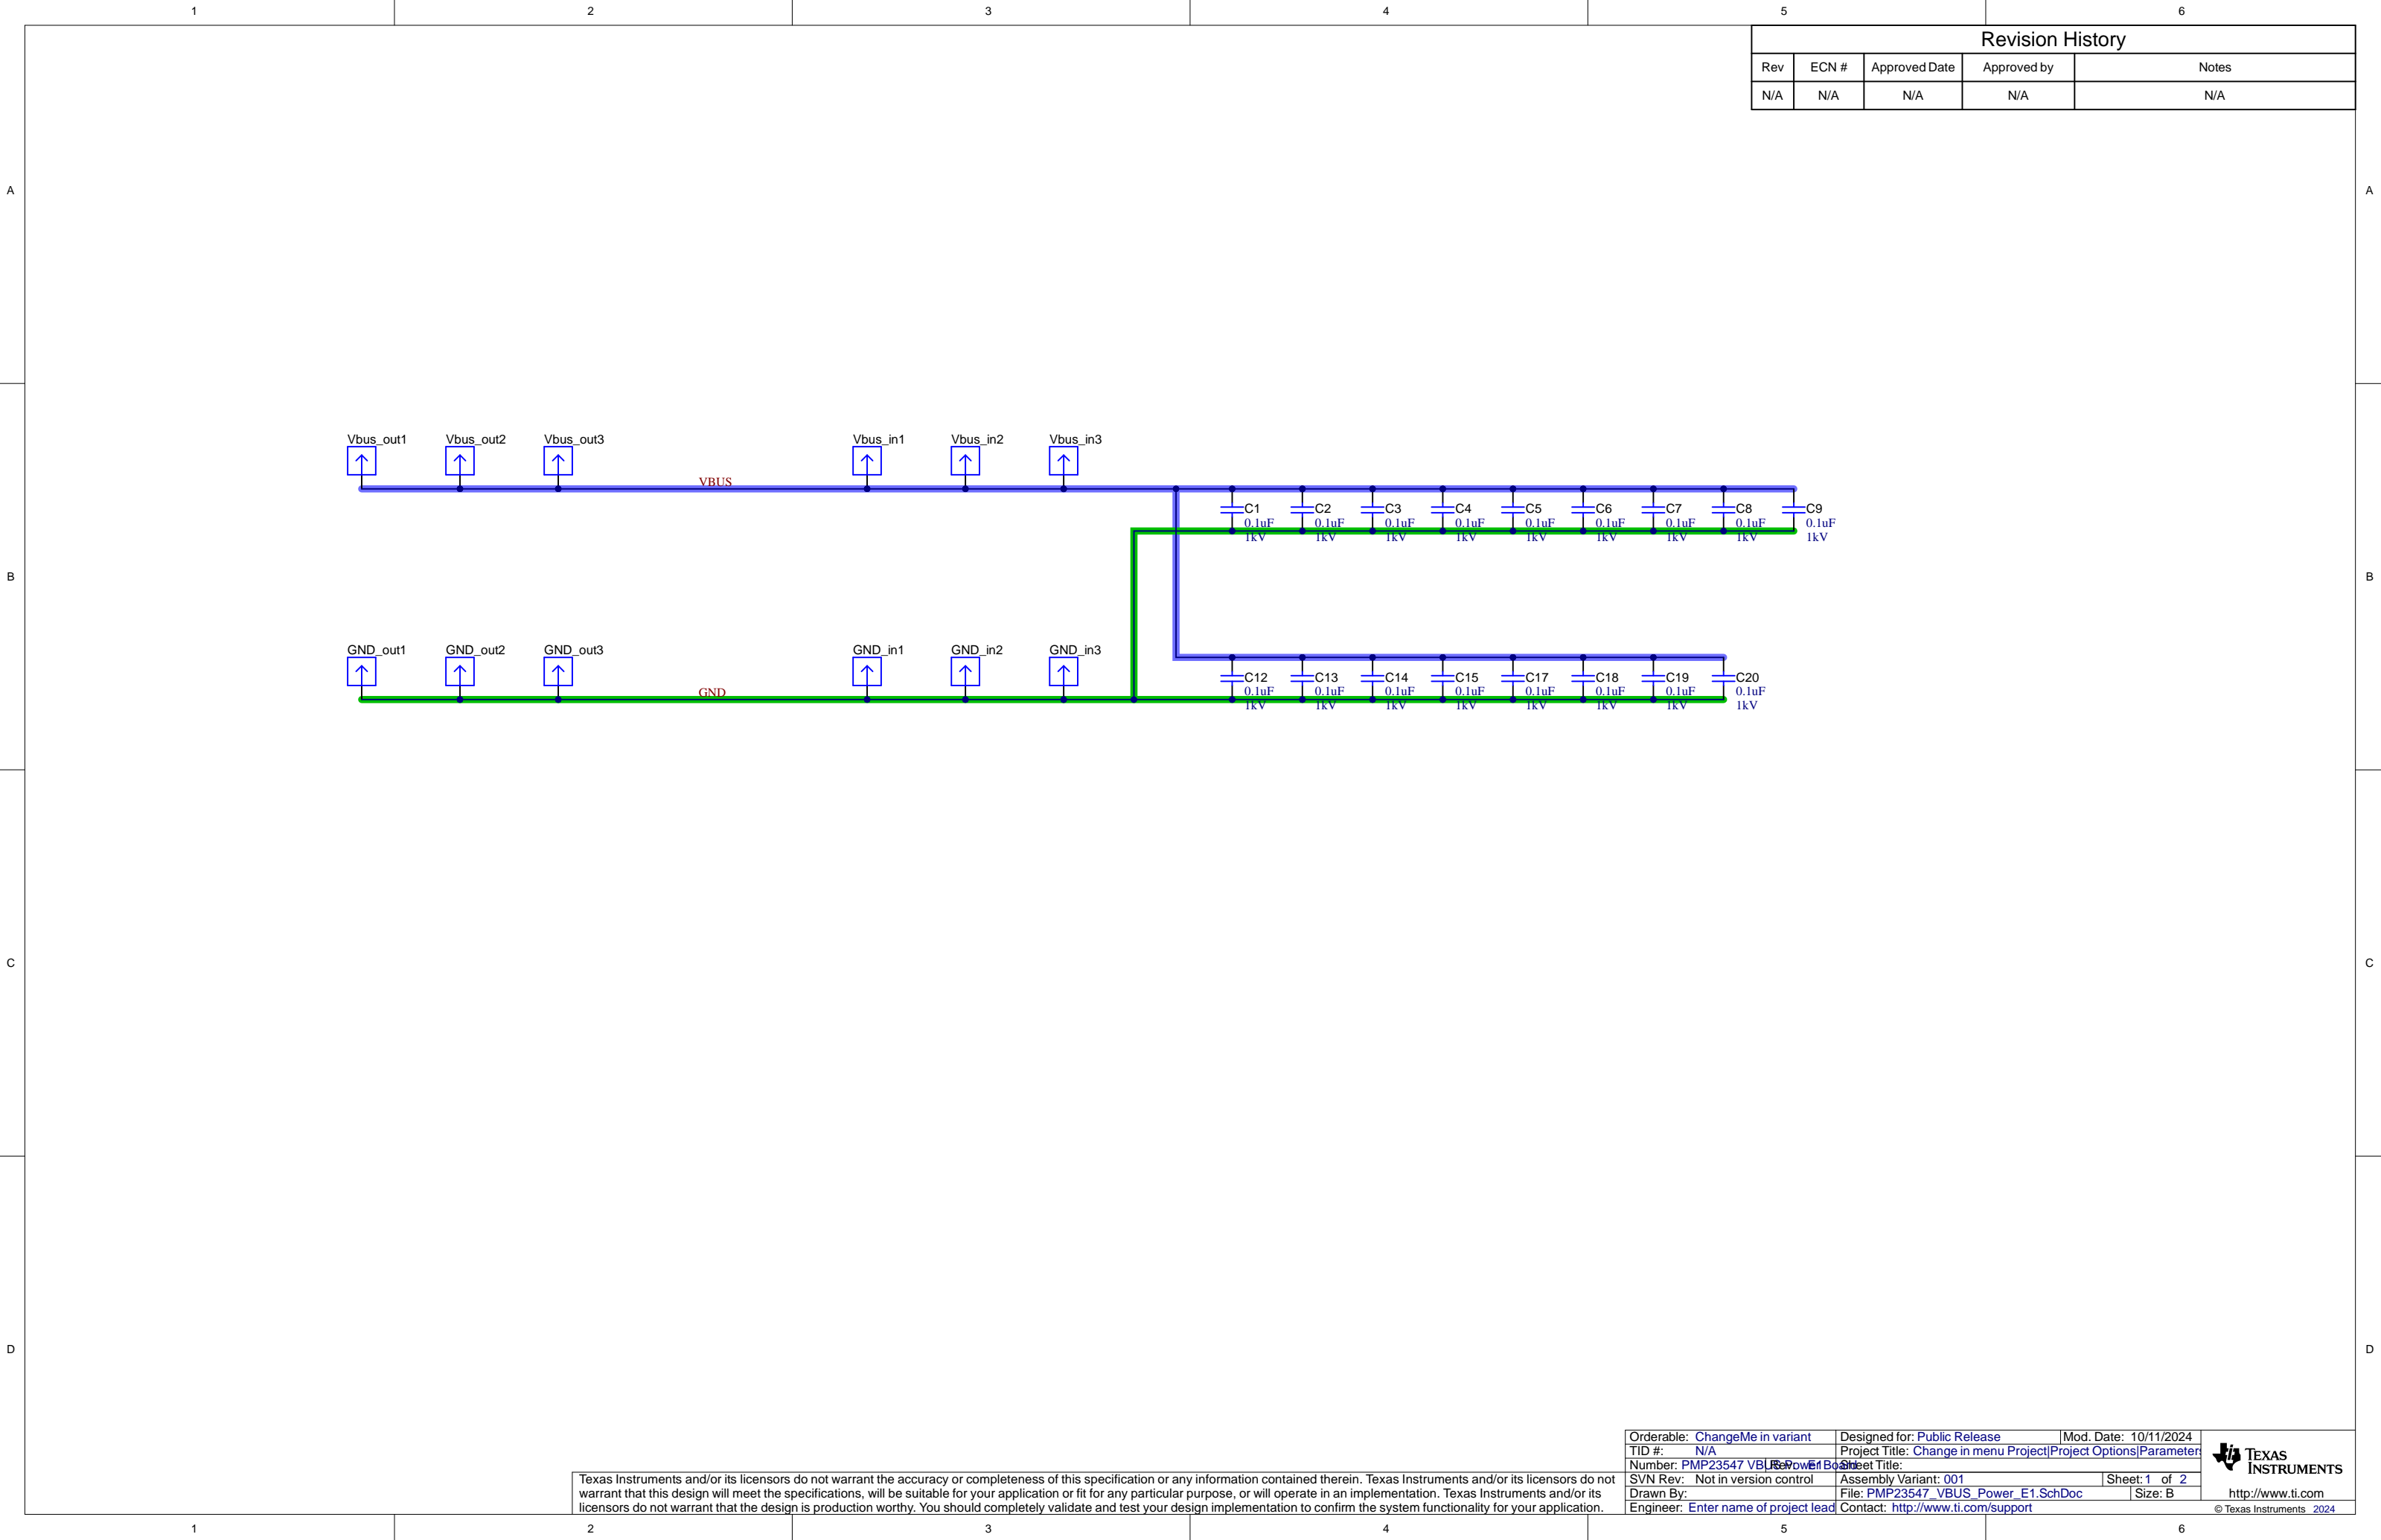 1 2 3 4 5 6
Revision History
Rev ECN # Approved Date Approved by Notes
N/A N/A N/A N/A N/A
A A
Vbus_out1 Vbus_out2 Vbus_out3 Vbus_in1 Vbus_in2 Vbus_in3
VBUS
C1 C2 C3 C4 C5 C6 C7 C8 C9
0.1uF 0.1uF 0.1uF 0.1uF 0.1uF 0.1uF 0.1uF 0.1uF 0.1uF
1kV 1kV 1kV 1kV 1kV 1kV 1kV 1kV 1kV
B B
GND_out1 GND_out2 GND_out3 GND_in1 GND_in2 GND_in3
C12 C13 C14 C15 C17 C18 C19 C20
GND 0.1uF 0.1uF 0.1uF 0.1uF 0.1uF 0.1uF 0.1uF 0.1uF
1kV 1kV 1kV 1kV 1kV 1kV 1kV 1kV
C C
D D
Texas Instruments and/or its licensors do not warrant the accuracy or completeness of this specification or any information contained therein. Texas Instruments and/or its licensors do not
warrant that this design will meet the specifications, will be suitable for your application or fit for any particular purpose, or will operate in an implementation. Texas Instruments and/or its
licensors do not warrant that the design is production worthy. You should completely validate and test your design implementation to confirm the system functionality for your application.
Orderable: ChangeMe in variant Designed for: Public Release Mod. Date: 10/11/2024
TID #: N/A Project Title: Change in menu Project|Project Options|Parameters
Number: PMP23547 VBUS Power Board Rev: E1 Sheet Title:
SVN Rev: Not in version control Assembly Variant: 001 Sheet: 1 of 2
Drawn By: File: PMP23547_VBUS_Power_E1.SchDoc Size: B
Engineer: Enter name of project lead Contact: http://www.ti.com/support
TEXAS
INSTRUMENTS
http://www.ti.com
© Texas Instruments 2024
1 2 3 4 5 6